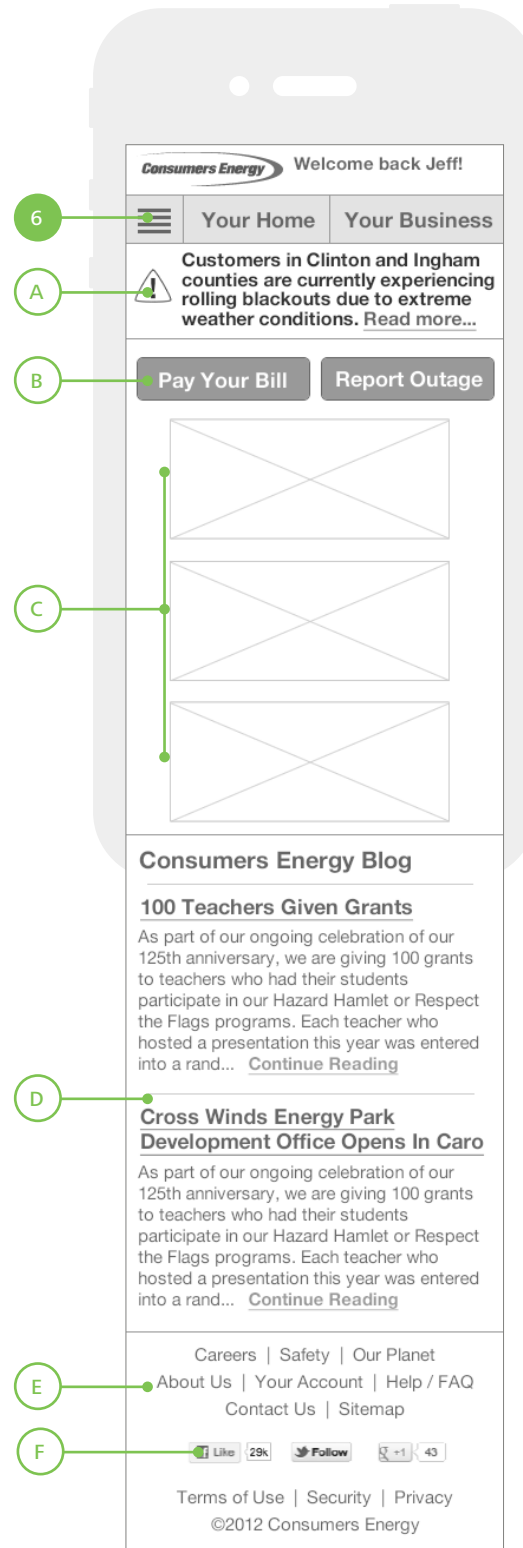 Consumers Energy
Welcome back Jeff!
6
Your Home
Your Business
A
Customers in Clinton and Ingham
counties are currently experiencing
rolling blackouts due to extreme
weather conditions. Read more...
B
Pay Your Bill
Report Outage
C
Consumers Energy Blog
100 Teachers Given Grants
As part of our ongoing celebration of our
125th anniversary, we are giving 100 grants
to teachers who had their students
participate in our Hazard Hamlet or Respect
the Flags programs. Each teacher who
hosted a presentation this year was entered
into a rand... Continue Reading
D
Cross Winds Energy Park
Development Office Opens In Caro
As part of our ongoing celebration of our
125th anniversary, we are giving 100 grants
to teachers who had their students
participate in our Hazard Hamlet or Respect
the Flags programs. Each teacher who
hosted a presentation this year was entered
into a rand... Continue Reading
Careers | Safety | Our Planet
E
About Us | Your Account | Help / FAQ
Contact Us | Sitemap
F
Like 29k Follow g +1 43
Terms of Use | Security | Privacy
©2012 Consumers Energy